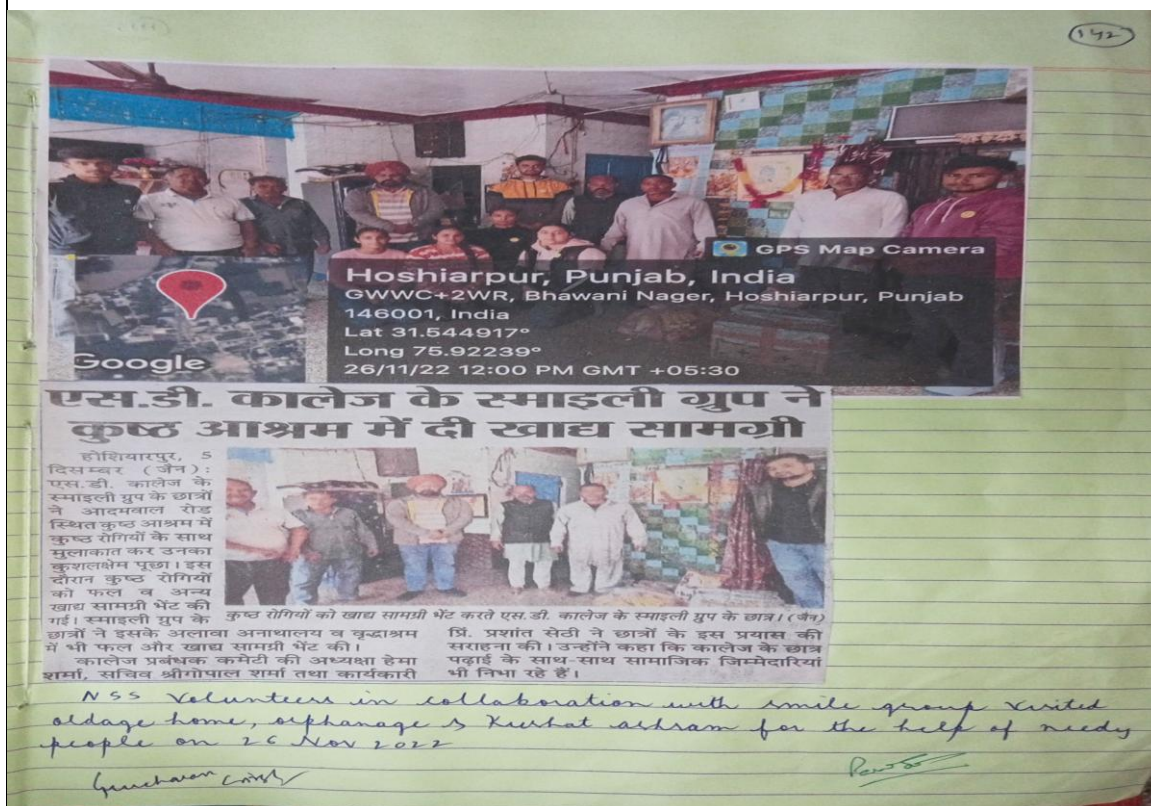 142
GPS Map Camera
Hoshiarpur, Punjab, India
GWWC+2WR, Bhawani Nager, Hoshiarpur, Punjab
146001, India
Lat 31.544917°
Long 75.92239°
26/11/22 12:00 PM GMT +05:30
Google
एस.डी. कालेज के स्माइली ग्रुप ने
कुष्ठ आश्रम में दी खाद्य सामग्री
होशियारपुर, 5
दिसम्बर (जैन):
एस.डी. कालेज के
स्माइली ग्रुप के छात्रों
ने आदमवाल रोड
स्थित कुष्ठ आश्रम में
कुष्ठ रोगियों के साथ
मुलाकात कर उनका
कुशलक्षेम पूछा। इस
दौरान कुष्ठ रोगियों
को फल व अन्य
खाद्य सामग्री भेंट की
गई। स्माइली ग्रुप के
छात्रों ने इसके अलावा अनाथालय व वृद्धाश्रम
में भी फल और खाद्य सामग्री भेंट की।
कालेज प्रबंधक कमेटी की अध्यक्षा हेमा
शर्मा, सचिव श्रीगोपाल शर्मा तथा कार्यकारी
कुष्ठ रोगियों को खाद्य सामग्री भेंट करते एस.डी. कालेज के स्माइली ग्रुप के छात्र। (जैन)
प्रिं. प्रशांत सेठी ने छात्रों के इस प्रयास की
सराहना की। उन्होंने कहा कि कालेज के छात्र
पढ़ाई के साथ-साथ सामाजिक जिम्मेदारियां
भी निभा रहे हैं।
NSS Volunteers in collaboration with smile group visited
oldage home, orphanage & Kushat ashram for the help of needy
people on 26 Nov 2022
Gurcharan Singh